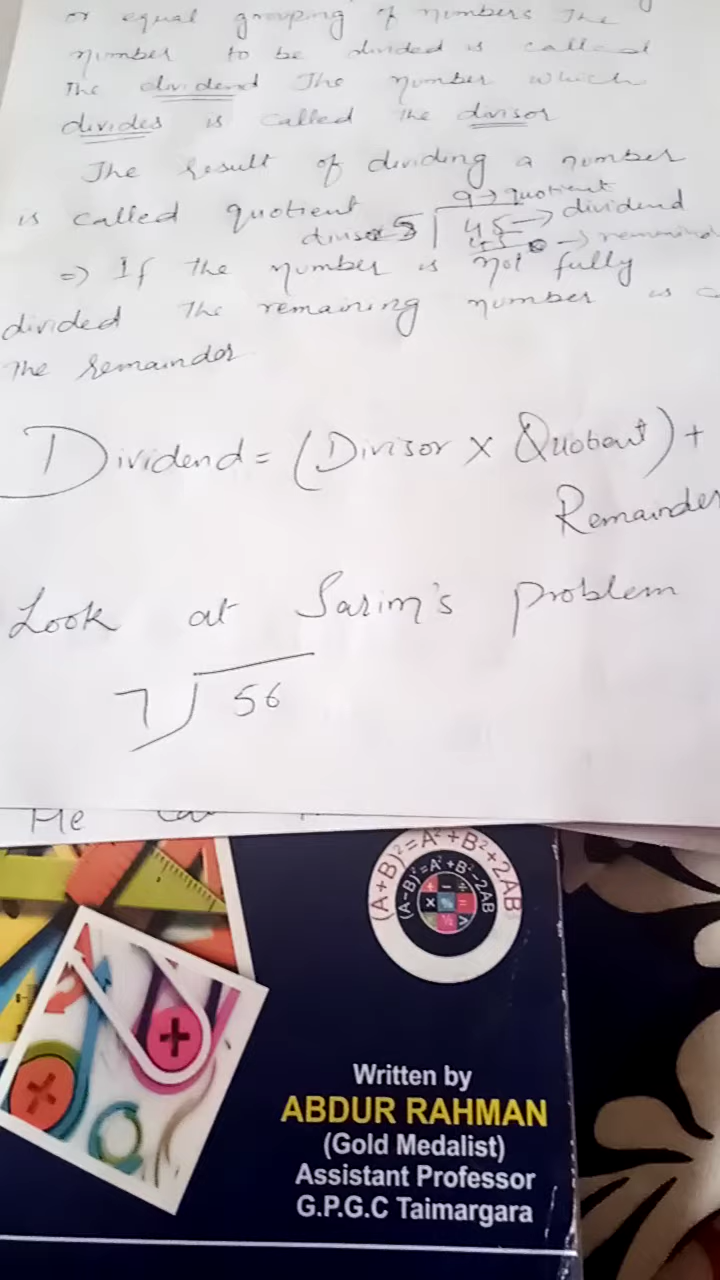 or equal grouping of numbers The
number to be divided is called
The dividend The number which
divides is called the divisor
The result of dividing a number
is called quotient
9 → quotient
divisor 5 45 → dividend
45
0 →
=> If the number is not fully
divided The remaining number is
The remainder
Dividend = (Divisor × Quotient) +
Remainder
Look at Sarim's problem
7 56
He
(A+B)²=A²+B²+2AB
(A-B)²=A²+B²-2AB
+ - ÷
× % =
½ >
Written by
ABDUR RAHMAN
(Gold Medalist)
Assistant Professor
G.P.G.C Taimargara